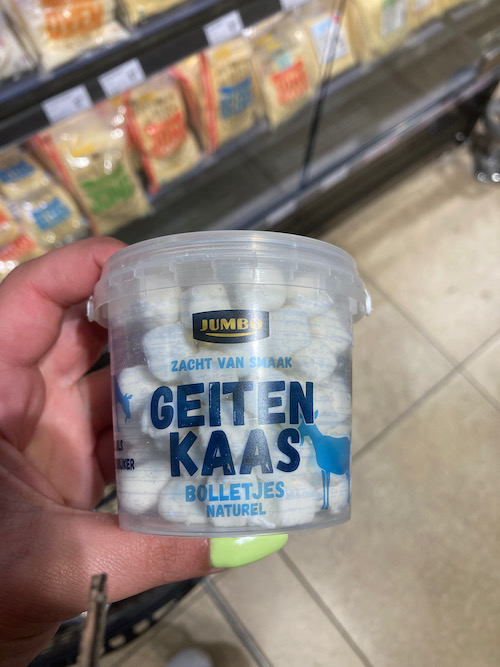 JUMBO
ZACHT VAN SMAAK
GEITEN
KAAS
BOLLETJES
NATUREL